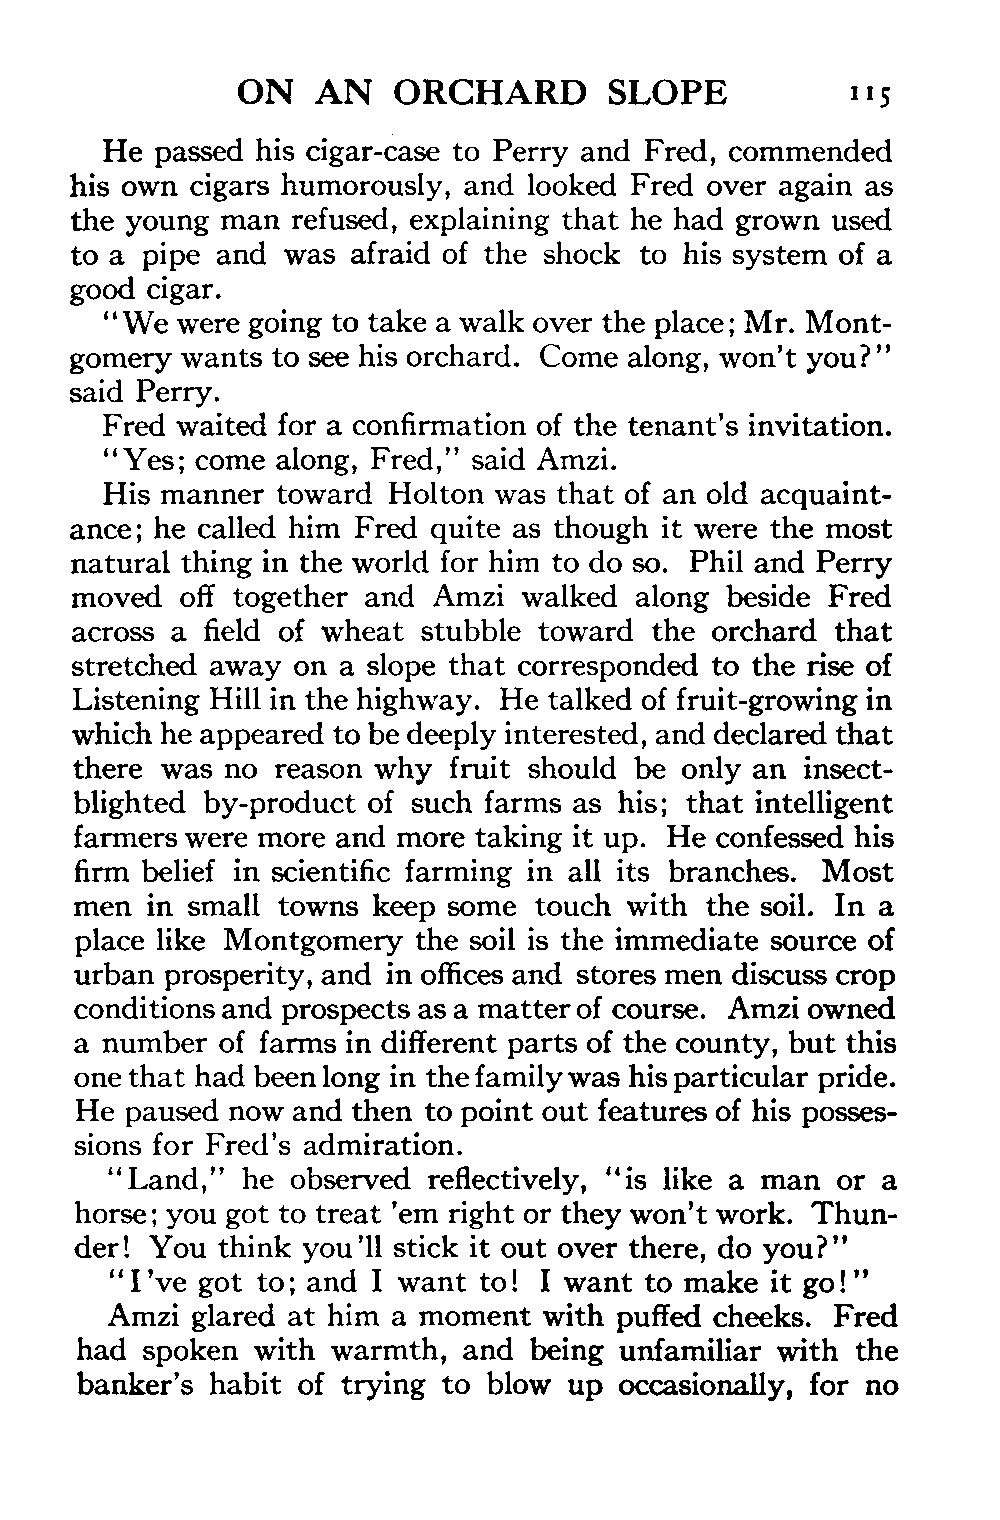 ON AN ORCHARD SLOPE 115
He passed his cigar-case to Perry and Fred, commended
his own cigars humorously, and looked Fred over again as
the young man refused, explaining that he had grown used
to a pipe and was afraid of the shock to his system of a
good cigar.
"We were going to take a walk over the place; Mr. Mont-
gomery wants to see his orchard. Come along, won't you?"
said Perry.
Fred waited for a confirmation of the tenant's invitation.
"Yes; come along, Fred," said Amzi.
His manner toward Holton was that of an old acquaint-
ance; he called him Fred quite as though it were the most
natural thing in the world for him to do so. Phil and Perry
moved off together and Amzi walked along beside Fred
across a field of wheat stubble toward the orchard that
stretched away on a slope that corresponded to the rise of
Listening Hill in the highway. He talked of fruit-growing in
which he appeared to be deeply interested, and declared that
there was no reason why fruit should be only an insect-
blighted by-product of such farms as his; that intelligent
farmers were more and more taking it up. He confessed his
firm belief in scientific farming in all its branches. Most
men in small towns keep some touch with the soil. In a
place like Montgomery the soil is the immediate source of
urban prosperity, and in offices and stores men discuss crop
conditions and prospects as a matter of course. Amzi owned
a number of farms in different parts of the county, but this
one that had been long in the family was his particular pride.
He paused now and then to point out features of his posses-
sions for Fred's admiration.
"Land," he observed reflectively, "is like a man or a
horse; you got to treat 'em right or they won't work. Thun-
der! You think you'll stick it out over there, do you?"
"I've got to; and I want to! I want to make it go!"
Amzi glared at him a moment with puffed cheeks. Fred
had spoken with warmth, and being unfamiliar with the
banker's habit of trying to blow up occasionally, for no